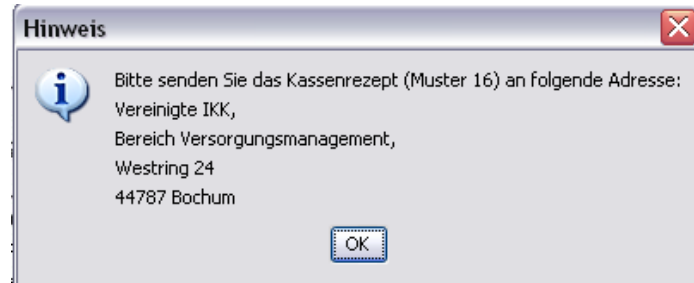 Hinweis
Bitte senden Sie das Kassenrezept (Muster 16) an folgende Adresse:
Vereinigte IKK,
Bereich Versorgungsmanagement,
Westring 24
44787 Bochum
OK